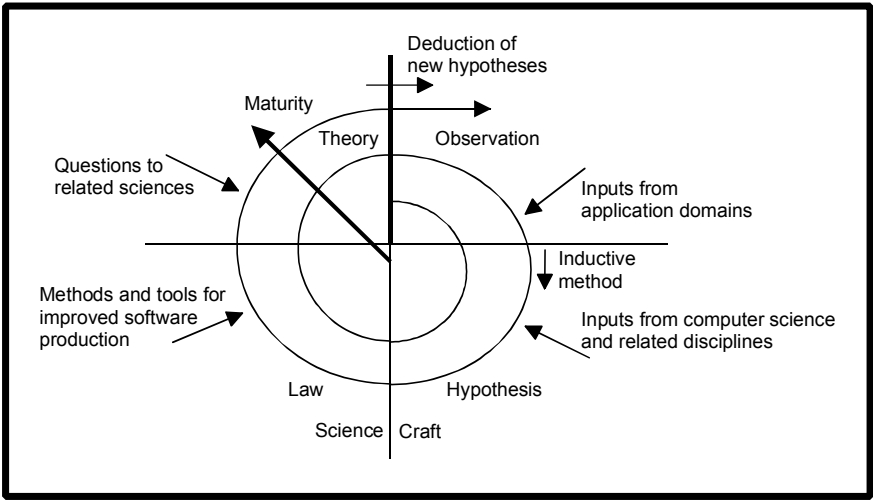 Deduction of
new hypotheses
Maturity
Theory
Observation
Questions to
related sciences
Inputs from
application domains
Inductive
method
Methods and tools for
improved software
production
Inputs from computer science
and related disciplines
Law
Hypothesis
Science
Craft